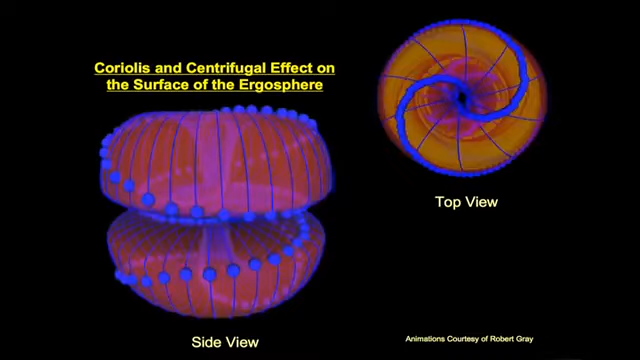 Coriolis and Centrifugal Effect on
the Surface of the Ergosphere
Top View
Side View
Animations Courtesy of Robert Gray